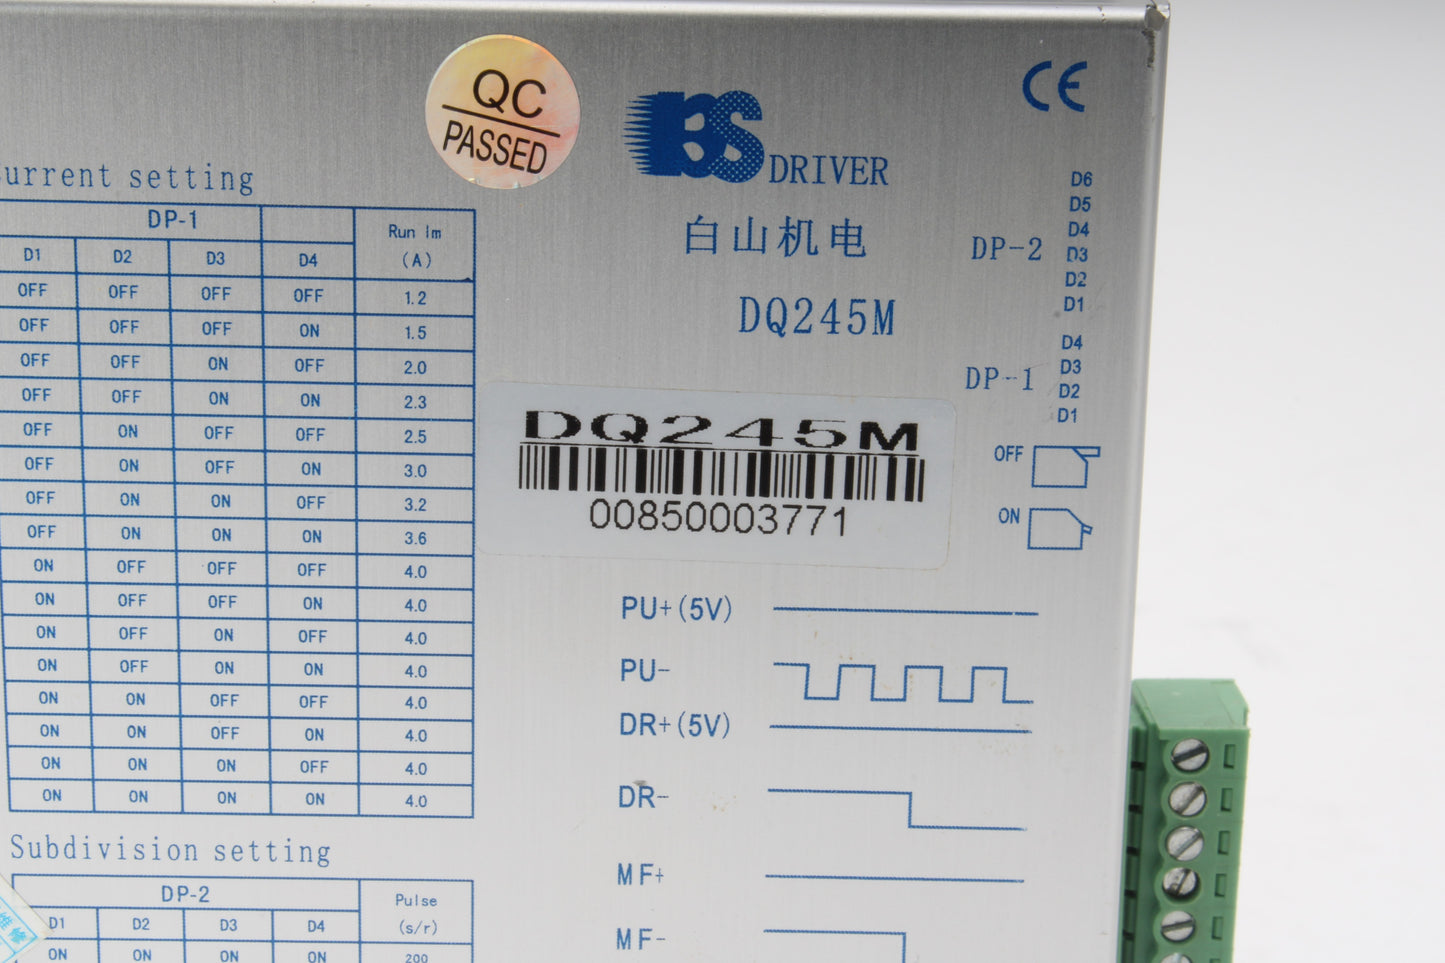 QC
PASSED
BS DRIVER
CE
白山机电
DQ245M
urrent setting
DP-1 Run Im
D1 D2 D3 D4 (A)
OFF OFF OFF OFF 1.2
OFF OFF OFF ON 1.5
OFF OFF ON OFF 2.0
OFF OFF ON ON 2.3
OFF ON OFF OFF 2.5
OFF ON OFF ON 3.0
OFF ON ON OFF 3.2
OFF ON ON ON 3.6
ON OFF OFF OFF 4.0
ON OFF OFF ON 4.0
ON OFF ON OFF 4.0
ON OFF ON ON 4.0
ON ON OFF OFF 4.0
ON ON OFF ON 4.0
ON ON ON OFF 4.0
ON ON ON ON 4.0
Subdivision setting
DP-2 Pulse
D1 D2 D3 D4 (s/r)
ON ON ON ON 200
维修
D6
D5
D4
DP-2 D3
D2
D1
D4
D3
DP-1 D2
D1
OFF
ON
DQ245M
00850003771
PU+(5V)
PU-
DR+(5V)
DR-
MF+
MF-